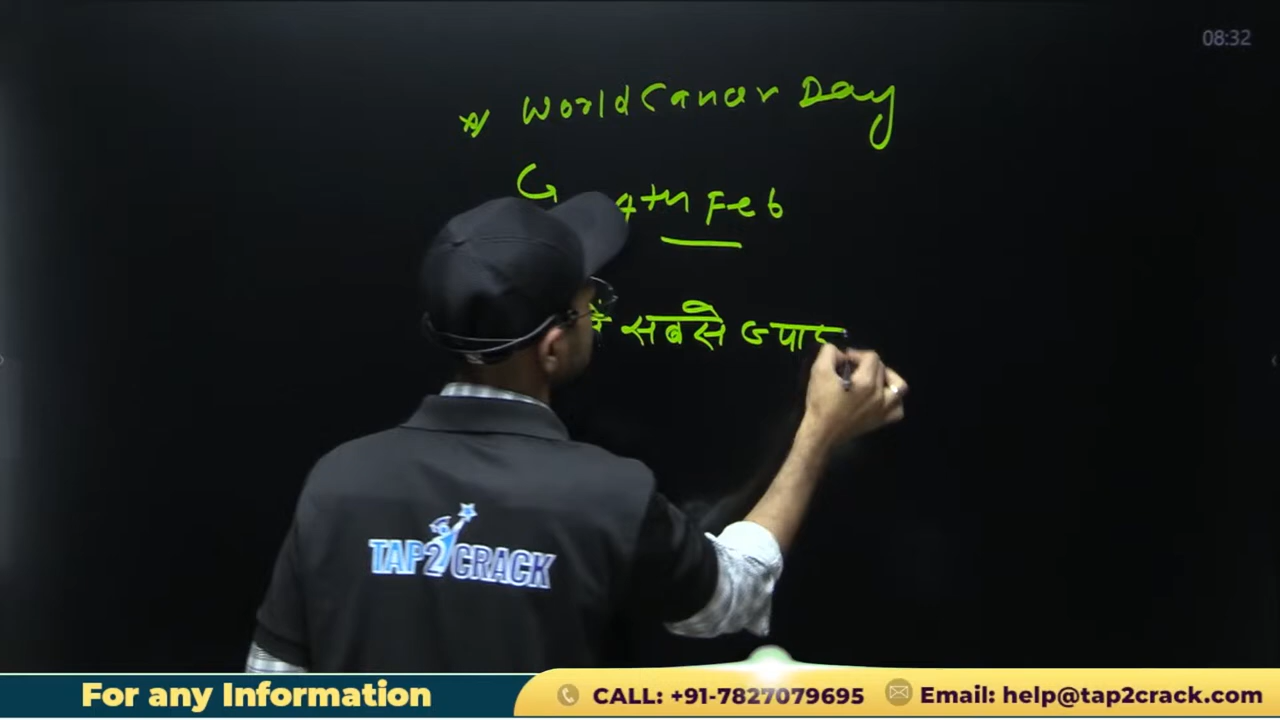 08:32
World Cancer Day
4th Feb
में सबसे ज्याद
TAP2CRACK
For any Information CALL: +91-7827079695 Email: help@tap2crack.com